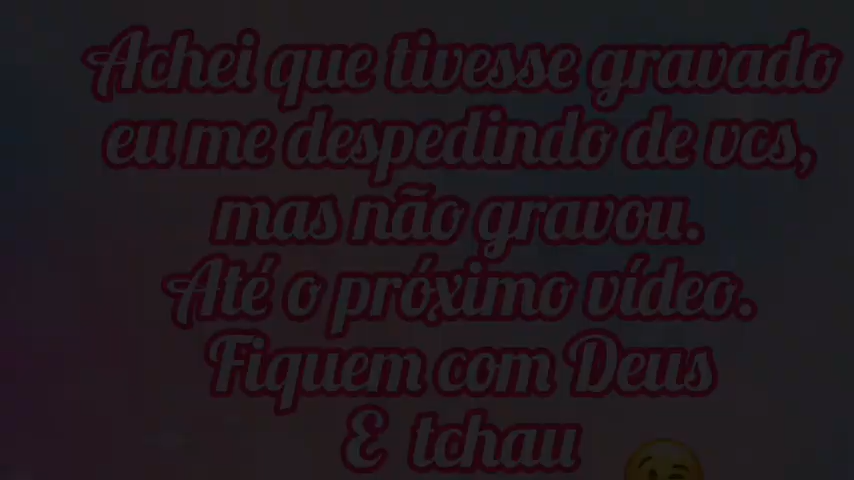 Achei que tivesse gravado
eu me despedindo de vcs,
mas não gravou.
Até o próximo vídeo.
Fiquem com Deus
E tchau